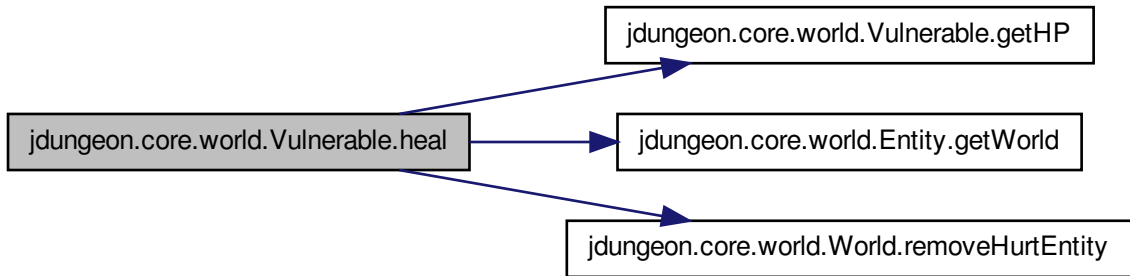 jdungeon.core.world.Vulnerable.getHP
jdungeon.core.world.Vulnerable.heal
jdungeon.core.world.Entity.getWorld
jdungeon.core.world.World.removeHurtEntity